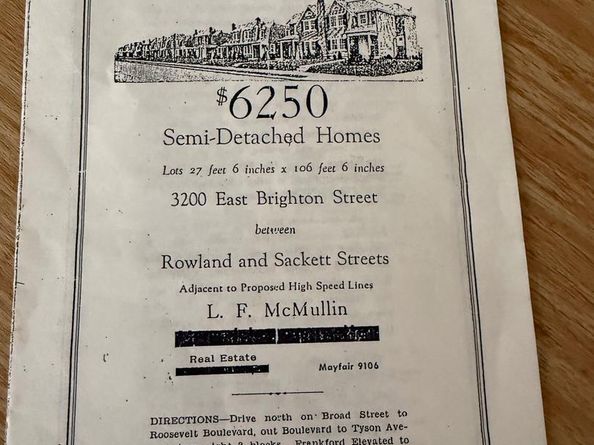 $6250
Semi-Detached Homes
Lots 27 feet 6 inches x 106 feet 6 inches
3200 East Brighton Street
between
Rowland and Sackett Streets
Adjacent to Proposed High Speed Lines
L. F. McMullin
Real Estate
Mayfair 9106
DIRECTIONS—Drive north on Broad Street to
Roosevelt Boulevard, out Boulevard to Tyson Ave-
blocks. Frankford Elevated to